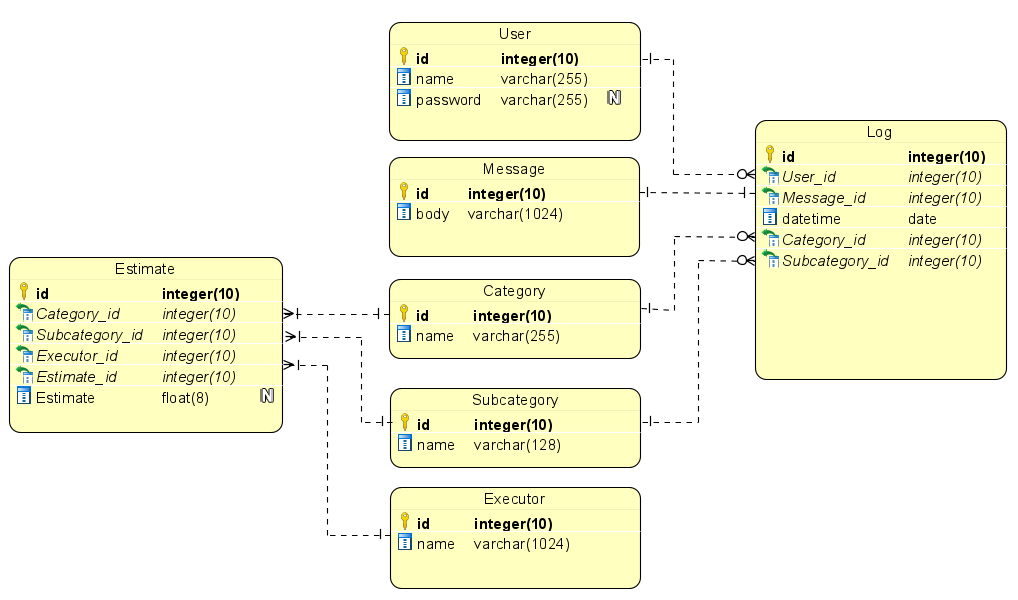 User
id integer(10)
name varchar(255)
password varchar(255) N
Message
id integer(10)
body varchar(1024)
Category
id integer(10)
name varchar(255)
Subcategory
id integer(10)
name varchar(128)
Executor
id integer(10)
name varchar(1024)
Log
id integer(10)
User_id integer(10)
Message_id integer(10)
datetime date
Category_id integer(10)
Subcategory_id integer(10)
Estimate
id integer(10)
Category_id integer(10)
Subcategory_id integer(10)
Executor_id integer(10)
Estimate_id integer(10)
Estimate float(8) N